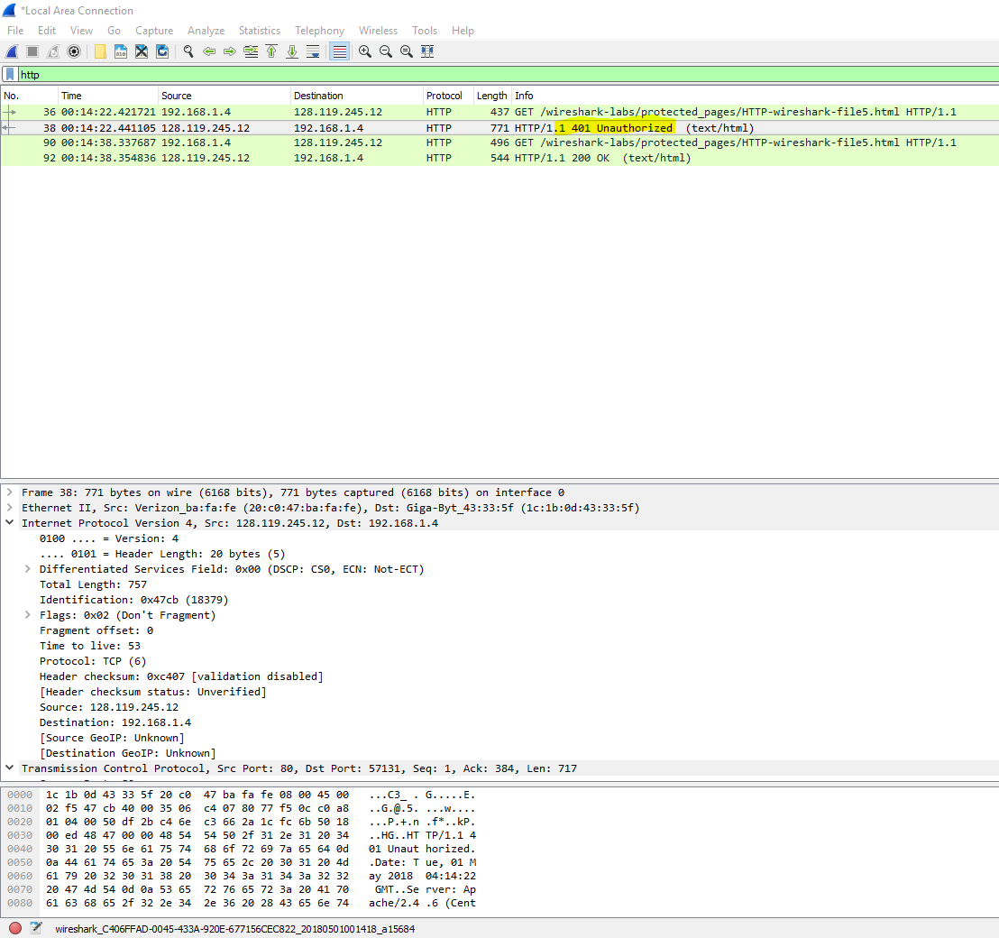 *Local Area Connection
File Edit View Go Capture Analyze Statistics Telephony Wireless Tools Help
http
No. Time Source Destination Protocol Length Info
36 00:14:22.421721 192.168.1.4 128.119.245.12 HTTP 437 GET /wireshark-labs/protected_pages/HTTP-wireshark-file5.html HTTP/1.1
38 00:14:22.441105 128.119.245.12 192.168.1.4 HTTP 771 HTTP/1.1 401 Unauthorized (text/html)
90 00:14:38.337687 192.168.1.4 128.119.245.12 HTTP 496 GET /wireshark-labs/protected_pages/HTTP-wireshark-file5.html HTTP/1.1
92 00:14:38.354836 128.119.245.12 192.168.1.4 HTTP 544 HTTP/1.1 200 OK (text/html)
Frame 38: 771 bytes on wire (6168 bits), 771 bytes captured (6168 bits) on interface 0
Ethernet II, Src: Verizon_ba:fa:fe (20:c0:47:ba:fa:fe), Dst: Giga-Byt_43:33:5f (1c:1b:0d:43:33:5f)
Internet Protocol Version 4, Src: 128.119.245.12, Dst: 192.168.1.4
0100 .... = Version: 4
.... 0101 = Header Length: 20 bytes (5)
Differentiated Services Field: 0x00 (DSCP: CS0, ECN: Not-ECT)
Total Length: 757
Identification: 0x47cb (18379)
Flags: 0x02 (Don't Fragment)
Fragment offset: 0
Time to live: 53
Protocol: TCP (6)
Header checksum: 0xc407 [validation disabled]
[Header checksum status: Unverified]
Source: 128.119.245.12
Destination: 192.168.1.4
[Source GeoIP: Unknown]
[Destination GeoIP: Unknown]
Transmission Control Protocol, Src Port: 80, Dst Port: 57131, Seq: 1, Ack: 384, Len: 717
0000 1c 1b 0d 43 33 5f 20 c0 47 ba fa fe 08 00 45 00 ...C3_ . G.....E.
0010 02 f5 47 cb 40 00 35 06 c4 07 80 77 f5 0c c0 a8 ..G.@.5. ...w....
0020 01 04 00 50 df 2b c4 6e c3 66 2a 1c fc 6b 50 18 ...P.+.n .f*..kP.
0030 00 ed 48 47 00 00 48 54 54 50 2f 31 2e 31 20 34 ..HG..HT TP/1.1 4
0040 30 31 20 55 6e 61 75 74 68 6f 72 69 7a 65 64 0d 01 Unaut horized.
0050 0a 44 61 74 65 3a 20 54 75 65 2c 20 30 31 20 4d .Date: T ue, 01 M
0060 61 79 20 32 30 31 38 20 30 34 3a 31 34 3a 32 32 ay 2018 04:14:22
0070 20 47 4d 54 0d 0a 53 65 72 76 65 72 3a 20 41 70 GMT..Se rver: Ap
0080 61 63 68 65 2f 32 2e 34 2e 36 20 28 43 65 6e 74 ache/2.4 .6 (Cent
wireshark_C406FFAD-0045-433A-920E-677156CEC822_20180501001418_a15684